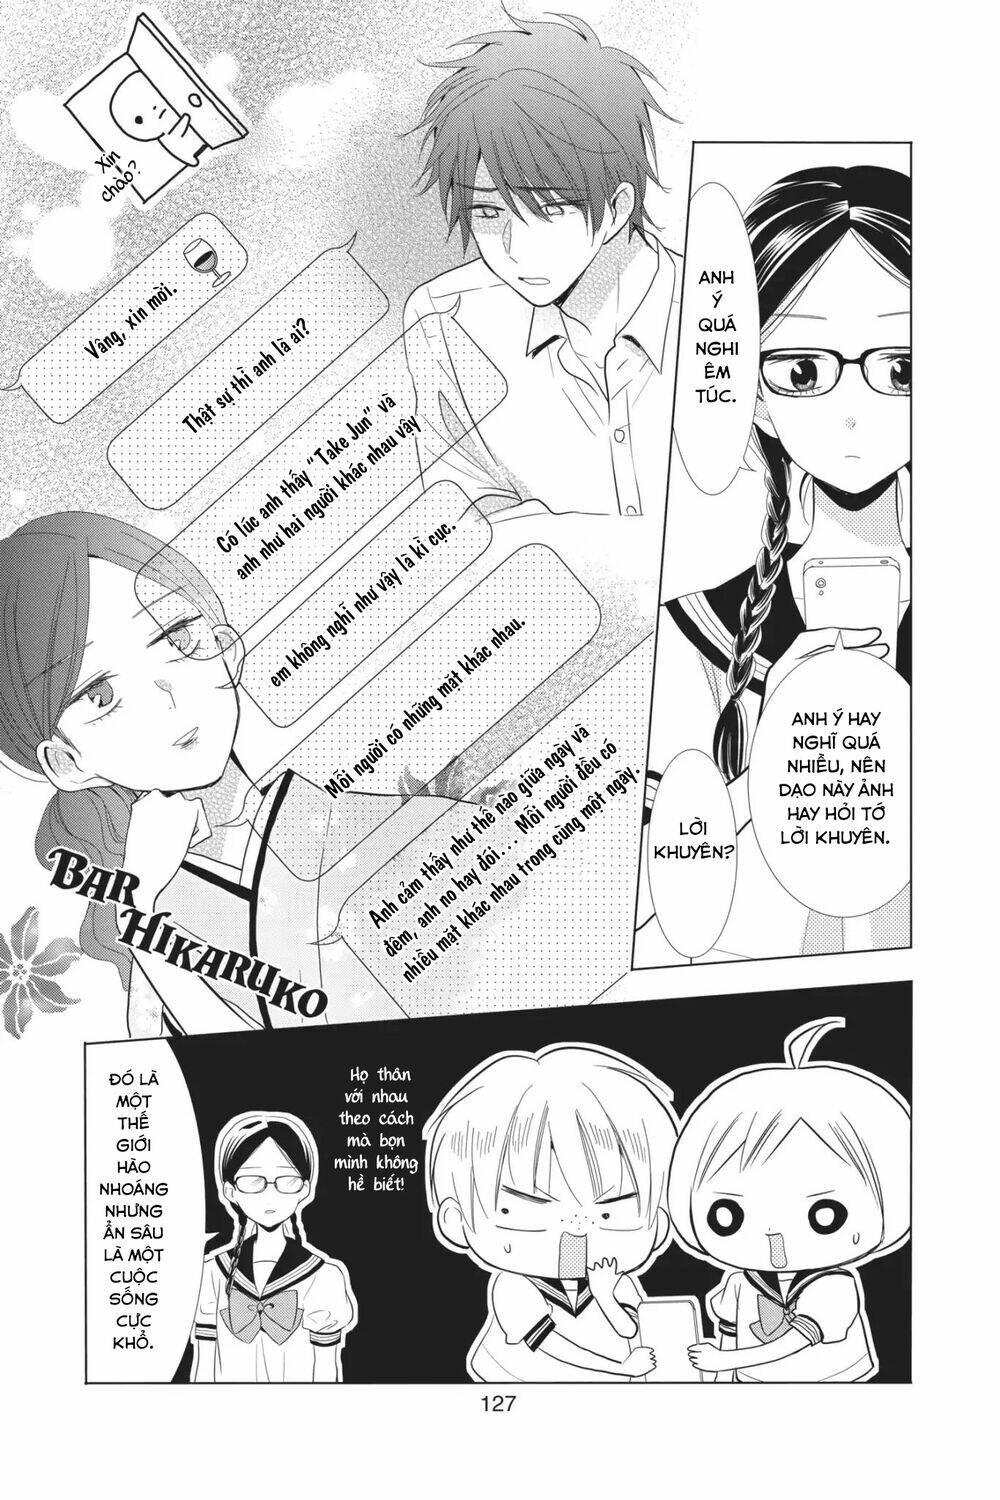 ANH
Ý
QUÁ
NGHI
ÊM
TÚC.
ANH Ý HAY
NGHĨ QUÁ
NHIỀU, NÊN
DẠO NÀY ẢNH
HAY HỎI TỚ
LỜI KHUYÊN.
LỜI
KHUYÊN?
Xin
chào?
Vâng, xin mời.
Thật sự thì anh là ai?
Có lúc anh thấy "Take Jun" và
anh như hai người khác nhau vậy
em không nghĩ như vậy là kì cục.
Mỗi người có những mặt khác nhau.
Anh cảm thấy như thế nào giữa ngày và
đêm, anh no hay đói... Mỗi người đều có
nhiều mặt khác nhau trong cùng một ngày.
BAR
HIKARUKO
Họ thân
với nhau
theo cách
mà bọn
mình không
hề biết!
ĐÓ LÀ
MỘT
THẾ
GIỚI
HÀO
NHOÁNG
NHƯNG
ẨN SÂU
LÀ MỘT
CUỘC
SỐNG
CỰC
KHỔ.
127